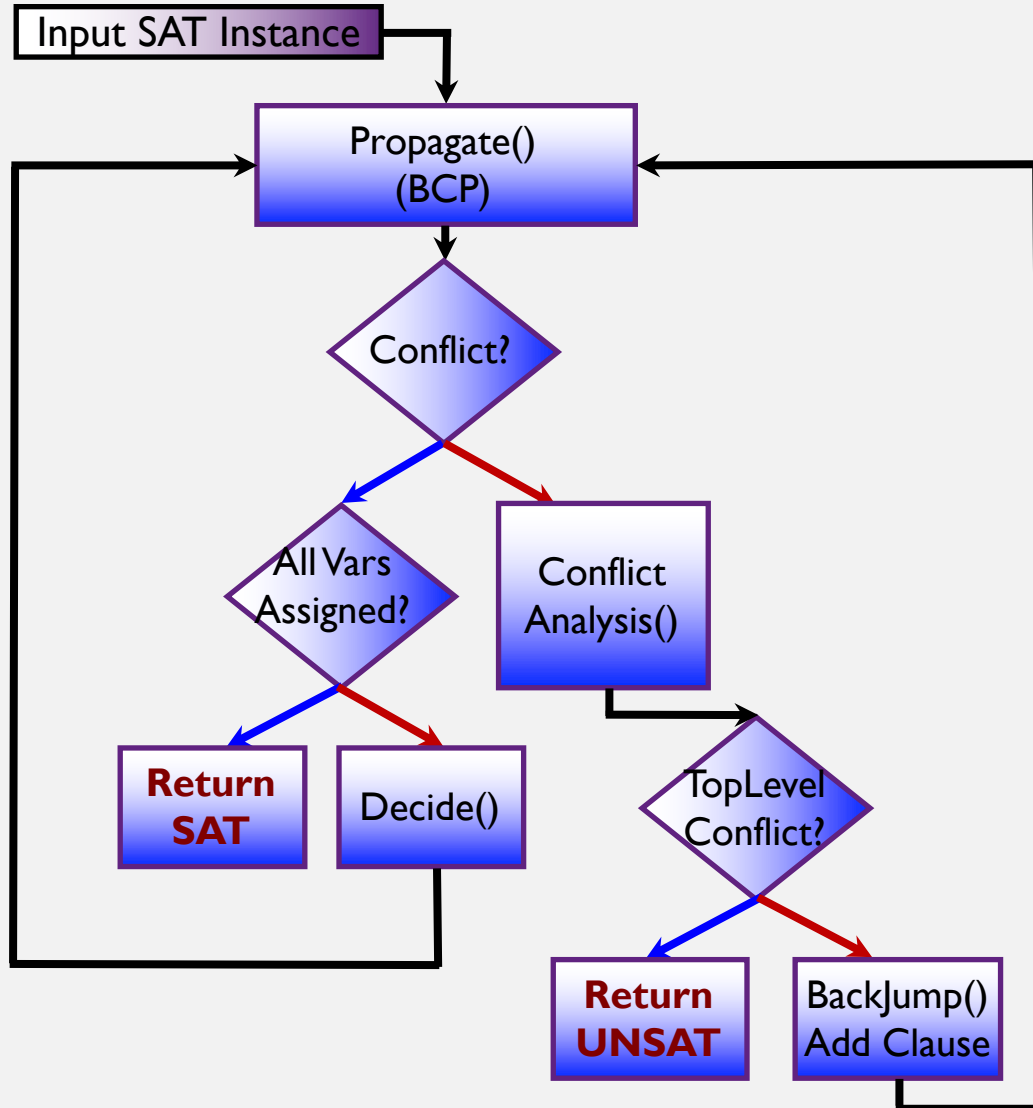 Input SAT Instance
Propagate()
(BCP)
Conflict?
All Vars
Assigned?
Conflict
Analysis()
Return
SAT
Decide()
TopLevel
Conflict?
Return
UNSAT
BackJump()
Add Clause